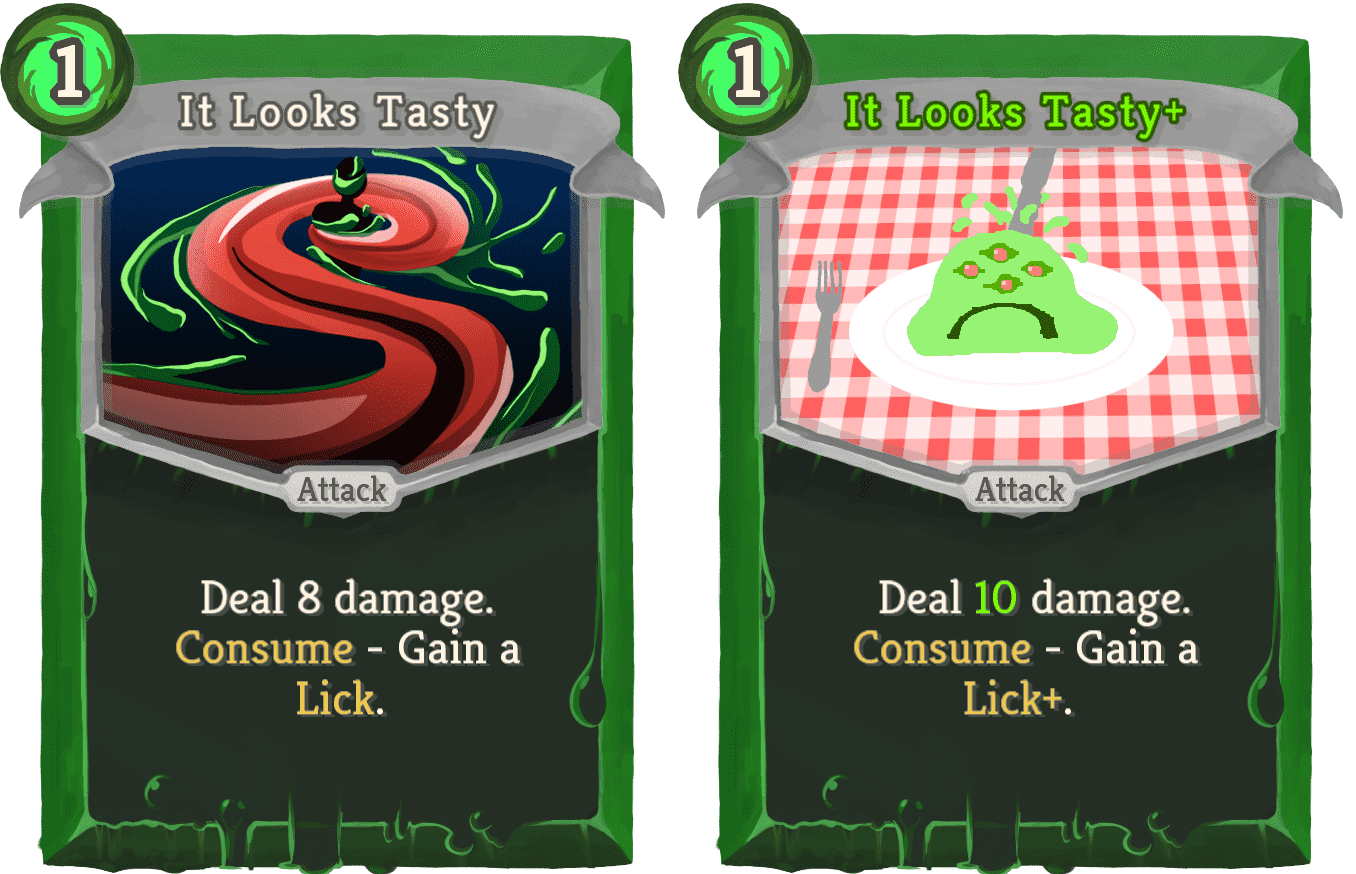 1
It Looks Tasty
Attack
Deal 8 damage.
Consume - Gain a
Lick.
1
It Looks Tasty+
Attack
Deal 10 damage.
Consume - Gain a
Lick+.